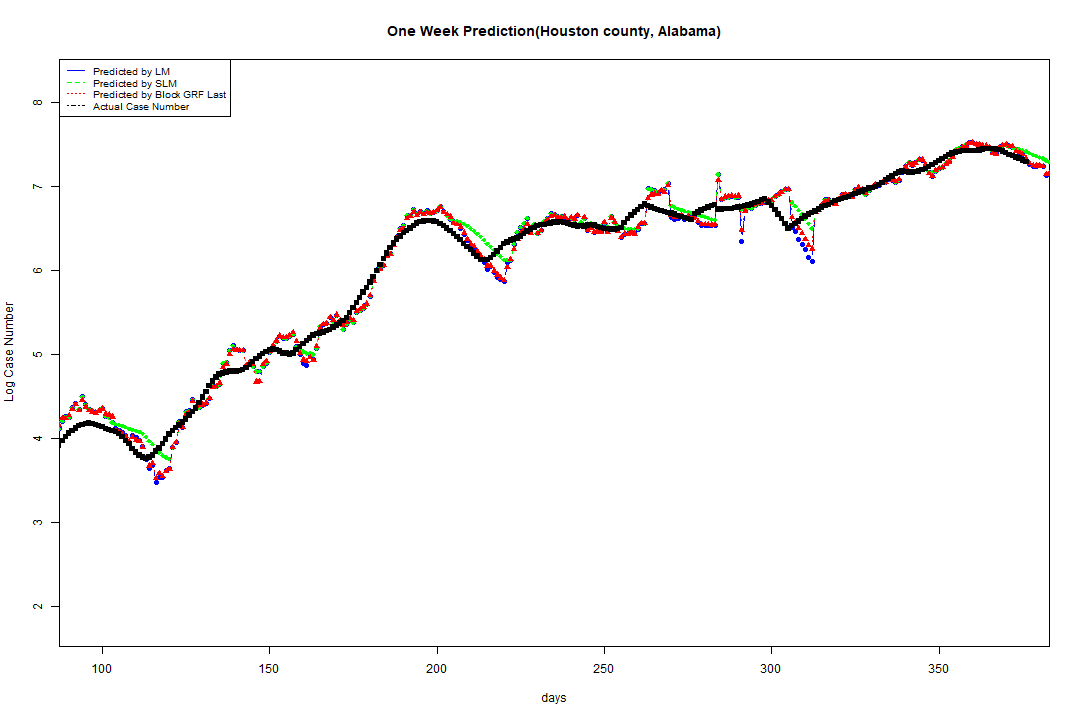 One Week Prediction(Houston county, Alabama)
Predicted by LM
Predicted by SLM
Predicted by Block GRF Last
Actual Case Number
8
7
6
5
4
3
2
Log Case Number
100 150 200 250 300 350
days